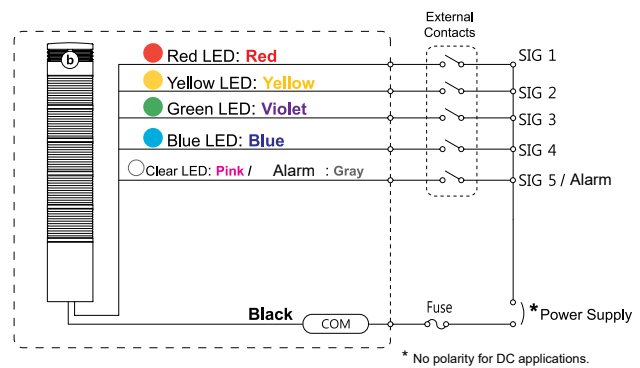 External
Contacts
b
Red LED: Red
SIG 1
Yellow LED: Yellow
SIG 2
Green LED: Violet
SIG 3
Blue LED: Blue
SIG 4
Clear LED: Pink / Alarm : Gray
SIG 5 / Alarm
Black
COM
Fuse
* Power Supply
* No polarity for DC applications.